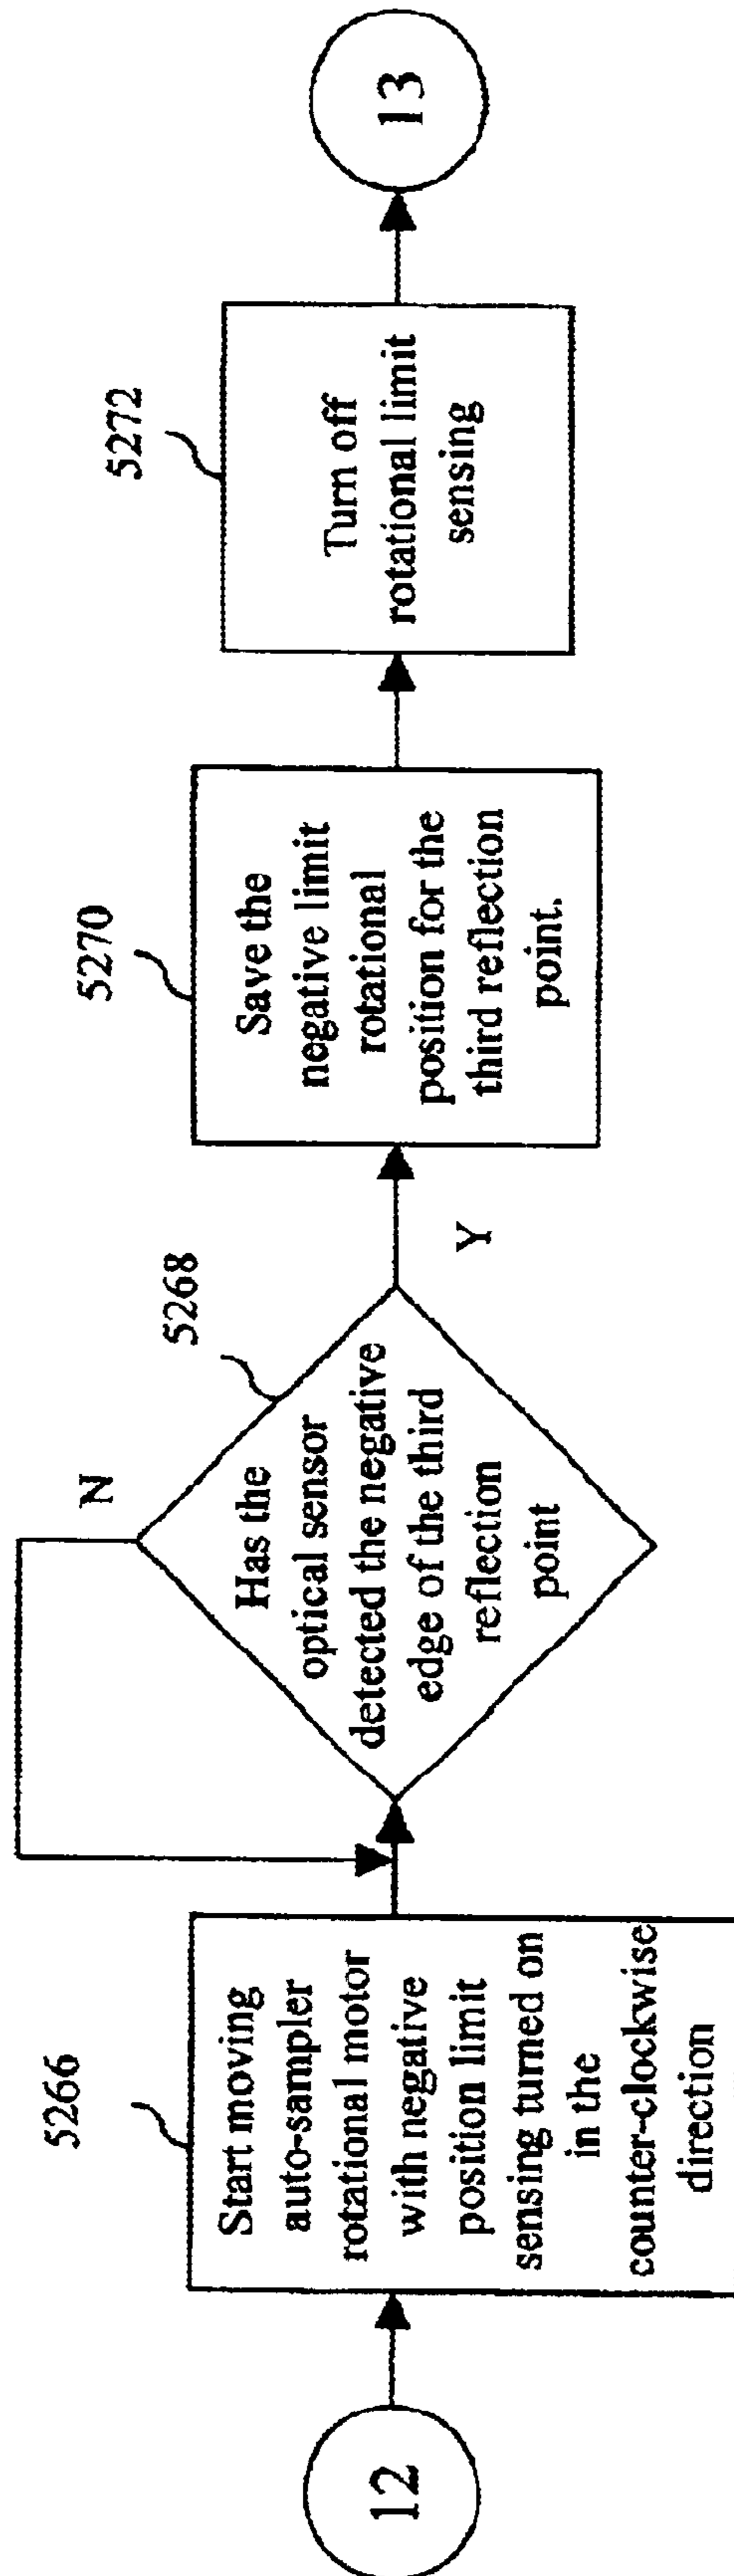 12
5266
Start moving
auto-sampler
rotational motor
with negative
position limit
sensing turned on
in the
counter-clockwise
direction
N
5268
Has the
optical sensor
detected the negative
edge of the third
reflection
point
Y
5270
Save the
negative limit
rotational
position for the
third reflection
point.
5272
Turn off
rotational limit
sensing
13